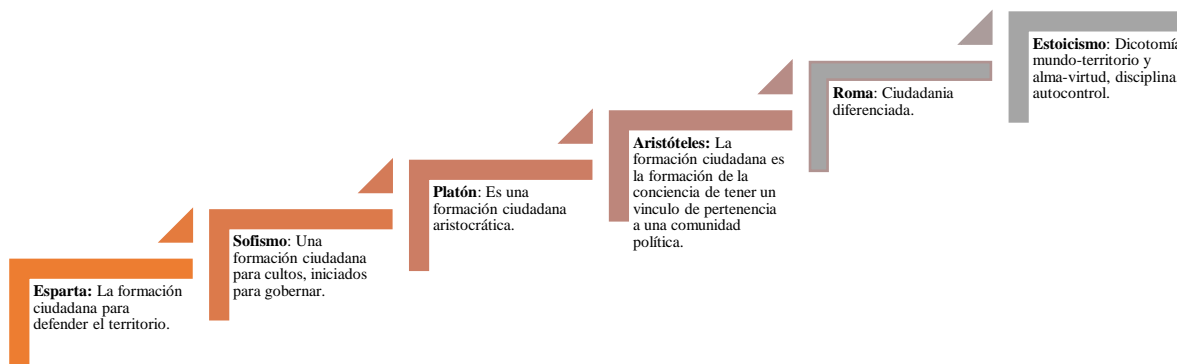 Esparta: La formación
ciudadana para
defender el territorio.
Sofismo: Una
formación ciudadana
para cultos, iniciados
para gobernar.
Platón: Es una
formación ciudadana
aristocrática.
Aristóteles: La
formación ciudadana es
la formación de la
conciencia de tener un
vinculo de pertenencia
a una comunidad
política.
Roma: Ciudadania
diferenciada.
Estoicismo: Dicotomía
mundo-territorio y
alma-virtud, disciplina
autocontrol.